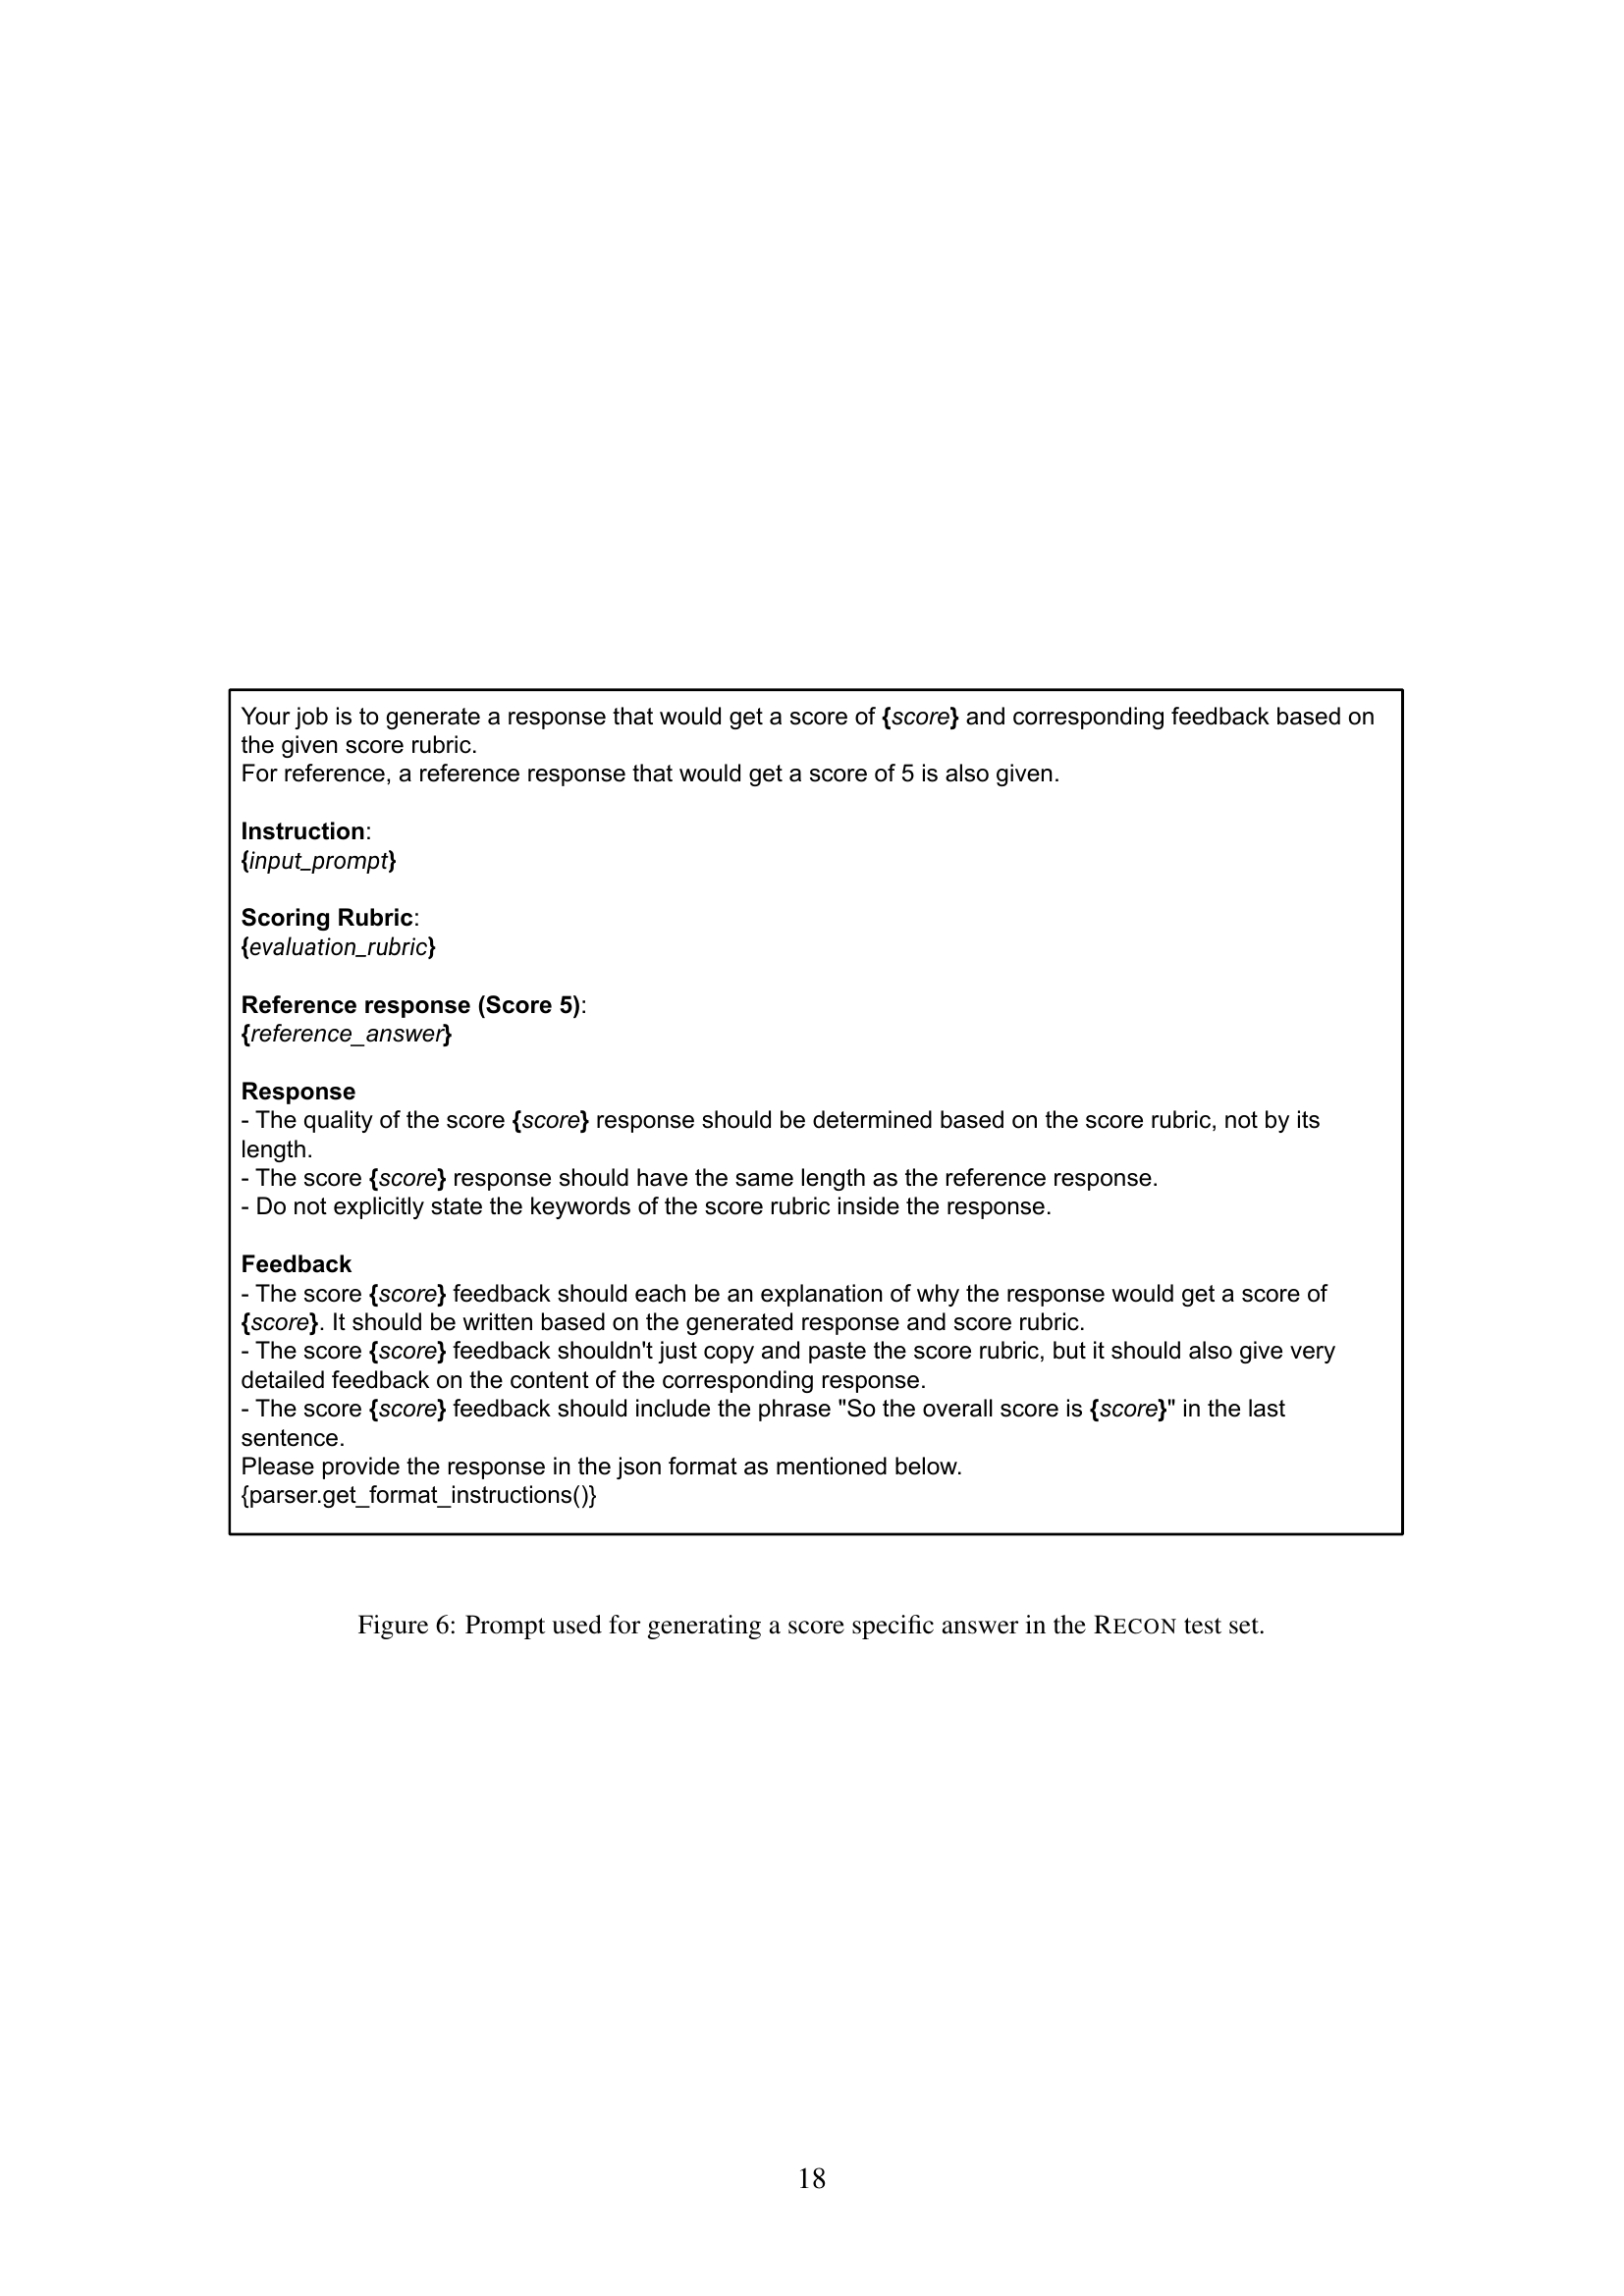 Your job is to generate a response that would get a score of {score} and corresponding feedback based on
the given score rubric.
For reference, a reference response that would get a score of 5 is also given.
Instruction:
{input_prompt}
Scoring Rubric:
{evaluation_rubric}
Reference response (Score 5):
{reference_answer}
Response
- The quality of the score {score} response should be determined based on the score rubric, not by its
length.
- The score {score} response should have the same length as the reference response.
- Do not explicitly state the keywords of the score rubric inside the response.
Feedback
- The score {score} feedback should each be an explanation of why the response would get a score of
{score}. It should be written based on the generated response and score rubric.
- The score {score} feedback shouldn't just copy and paste the score rubric, but it should also give very
detailed feedback on the content of the corresponding response.
- The score {score} feedback should include the phrase "So the overall score is {score}" in the last
sentence.
Please provide the response in the json format as mentioned below.
{parser.get_format_instructions()}
Figure 6: Prompt used for generating a score specific answer in the RECON test set.
18